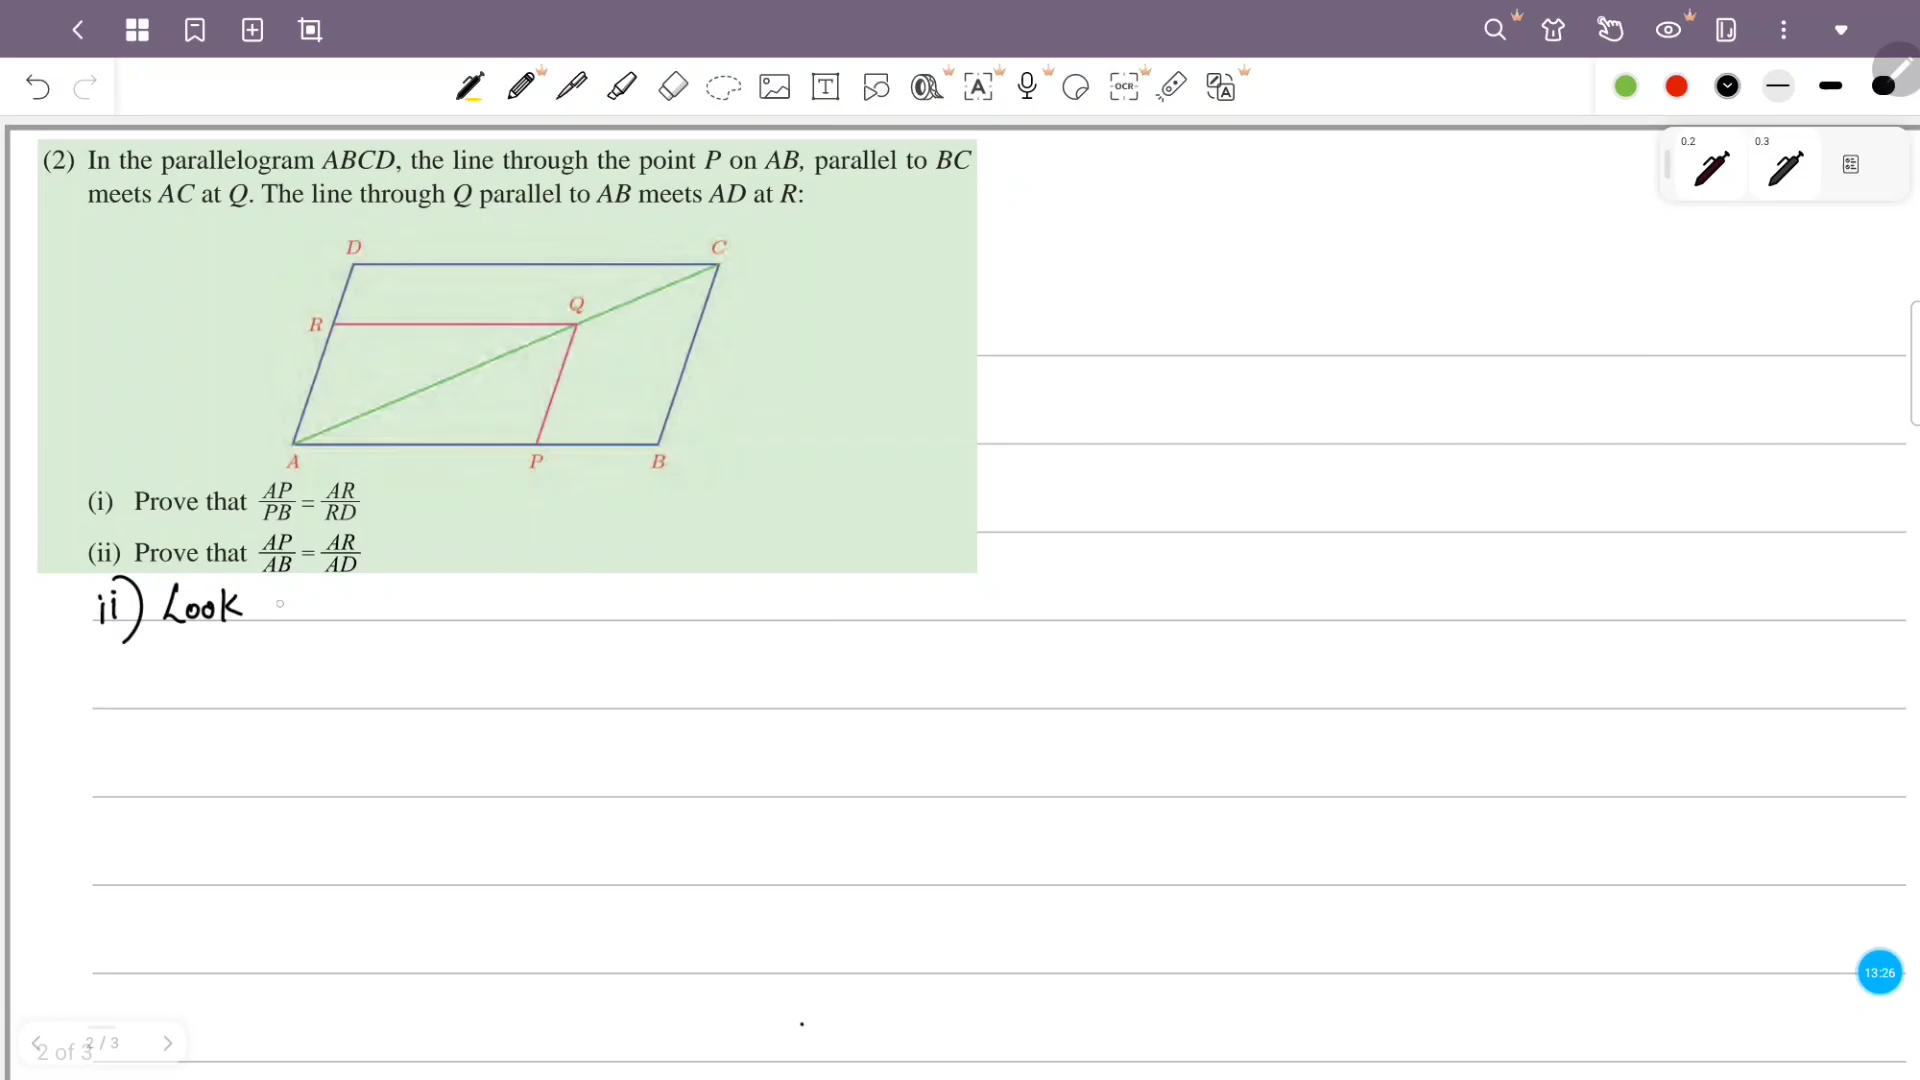 0.2
0.3
(2) In the parallelogram ABCD, the line through the point P on AB, parallel to BC
meets AC at Q. The line through Q parallel to AB meets AD at R:
D
C
Q
R
A
P
B
(i) Prove that AP/PB = AR/RD
(ii) Prove that AP/AB = AR/AD
ii) Look
13:26
2 / 3
2 of 3